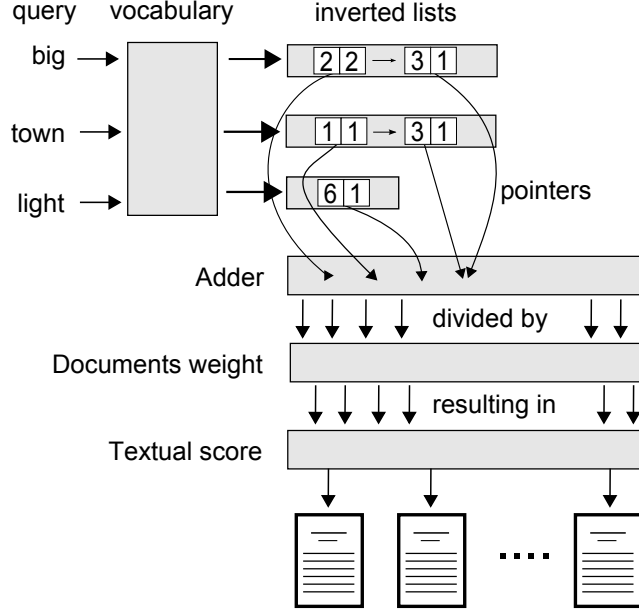 query vocabulary inverted lists
big 2 2 3 1
town 1 1 3 1
light 6 1
pointers
Adder
divided by
Documents weight
resulting in
Textual score